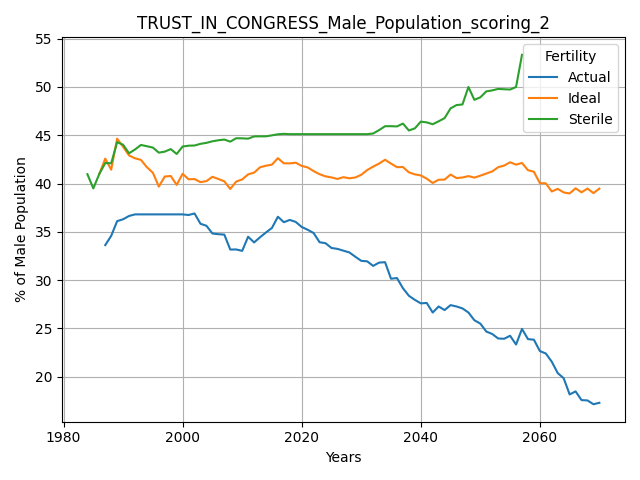 TRUST_IN_CONGRESS_Male_Population_scoring_2
55
50
45
40
35
30
25
20
% of Male Population
1980
2000
2020
2040
2060
Years
Fertility
Actual
Ideal
Sterile